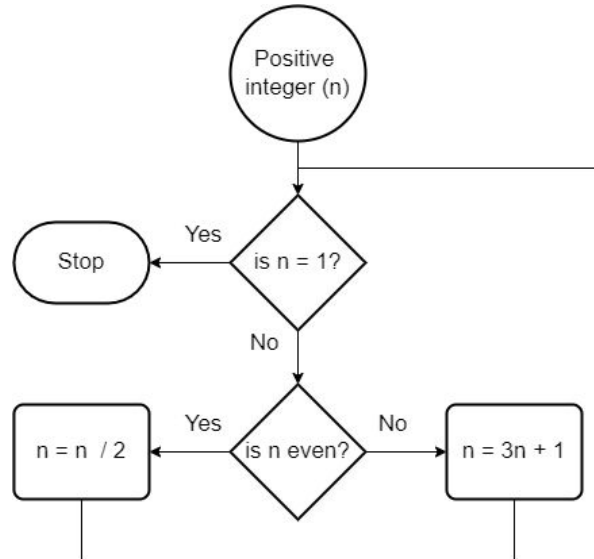 Positive
integer (n)
Yes
Stop
is n = 1?
No
Yes
No
n = n / 2
is n even?
n = 3n + 1